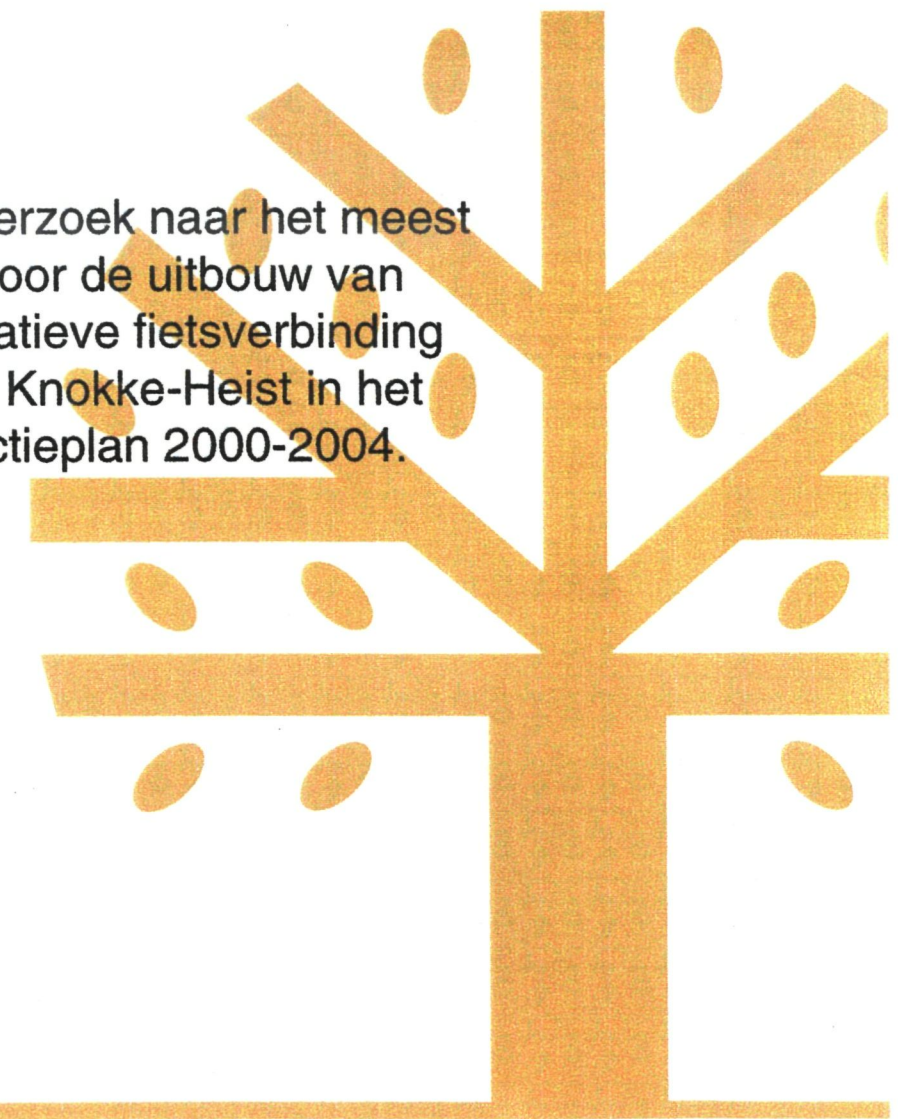 erzoek naar het meest
oor de uitbouw van
atieve fietsverbinding
Knokke-Heist in het
ctieplan 2000-2004.